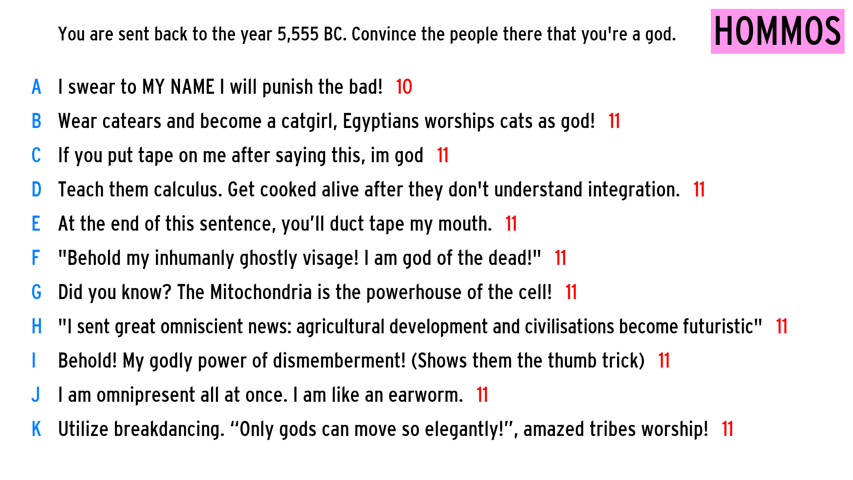 You are sent back to the year 5,555 BC. Convince the people there that you're a god. HOMMOS
A I swear to MY NAME I will punish the bad! 10
B Wear catears and become a catgirl, Egyptians worships cats as god! 11
C If you put tape on me after saying this, im god 11
D Teach them calculus. Get cooked alive after they don't understand integration. 11
E At the end of this sentence, you’ll duct tape my mouth. 11
F "Behold my inhumanly ghostly visage! I am god of the dead!" 11
G Did you know? The Mitochondria is the powerhouse of the cell! 11
H "I sent great omniscient news: agricultural development and civilisations become futuristic" 11
I Behold! My godly power of dismemberment! (Shows them the thumb trick) 11
J I am omnipresent all at once. I am like an earworm. 11
K Utilize breakdancing. “Only gods can move so elegantly!”, amazed tribes worship! 11